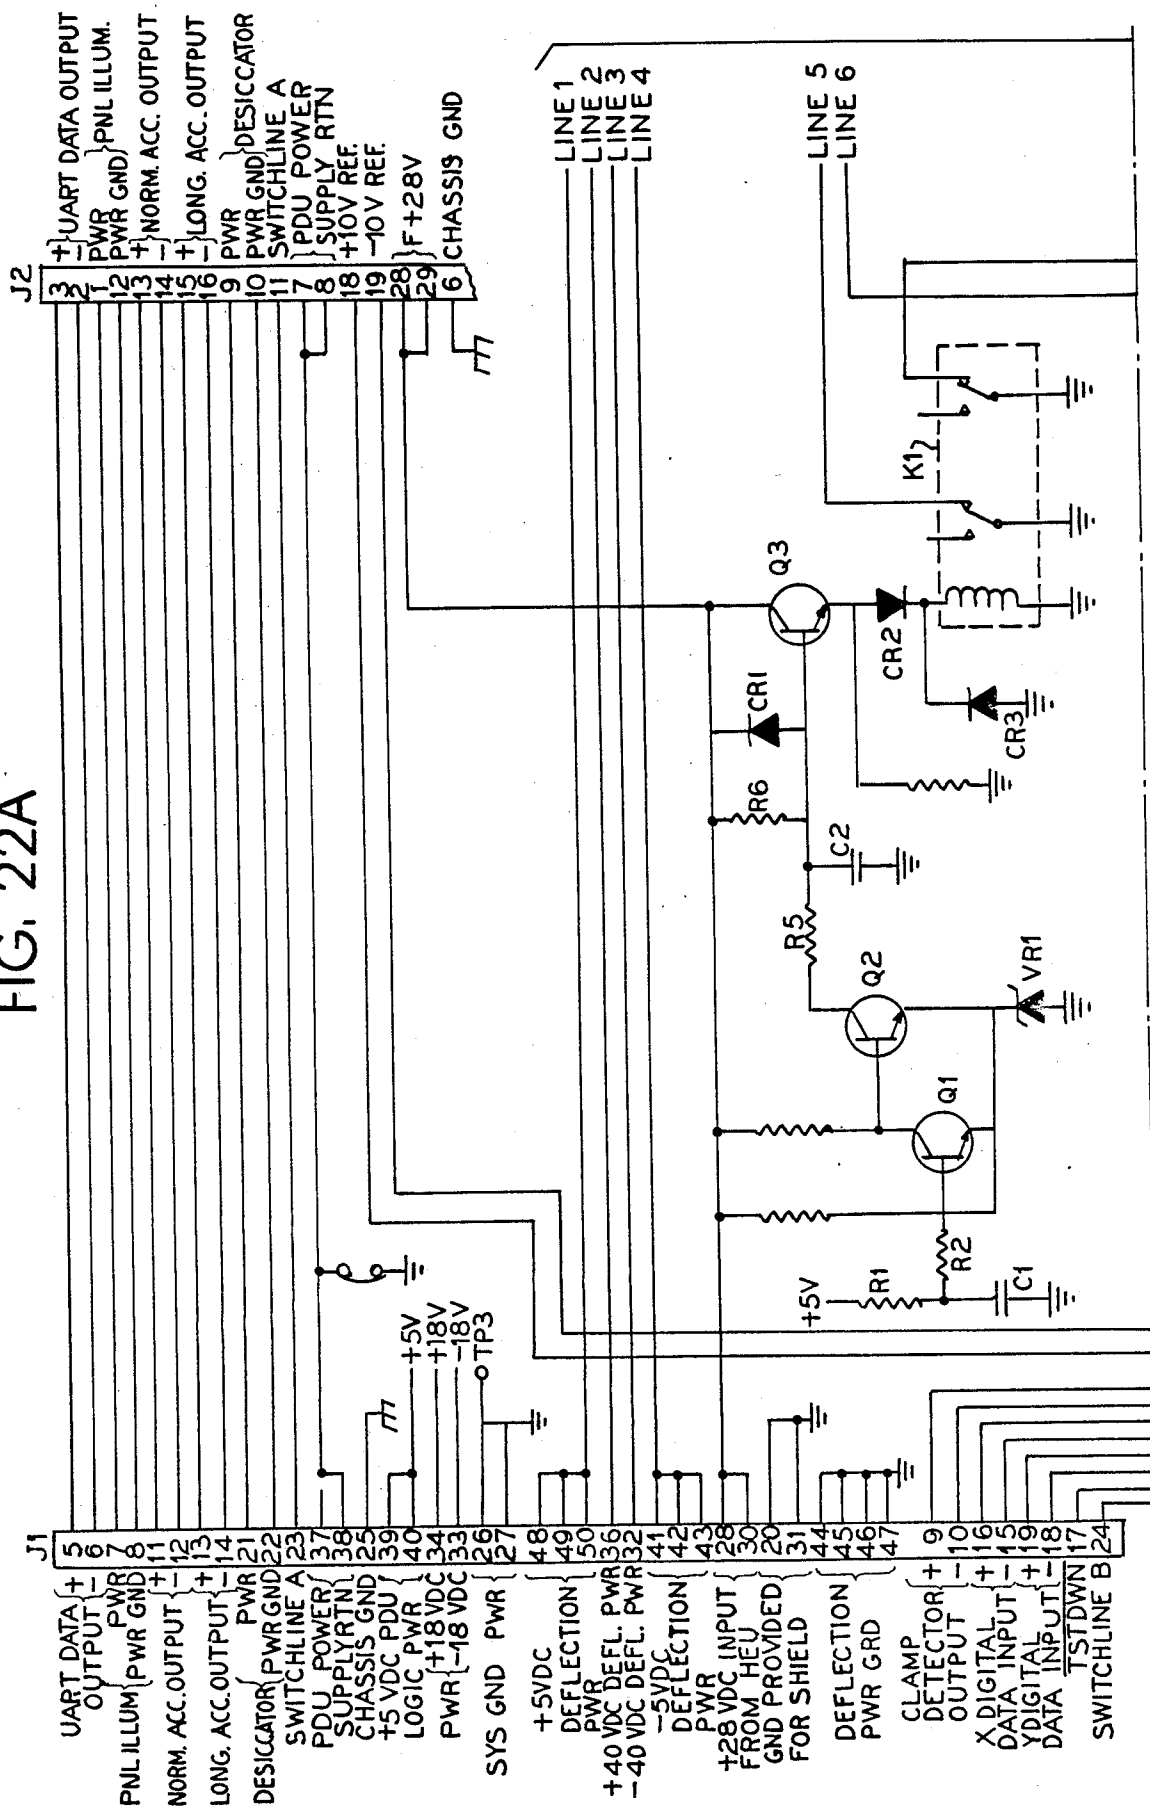 FIG. 22A
J1
UART DATA + 5
OUTPUT - 6
PNL ILLUM { PWR 7
PWR GND 8
NORM. ACC. OUTPUT + 11
- 12
LONG. ACC. OUTPUT + 13
- 14
DESICCATOR { PWR 21
PWR GND 22
SWITCHLINE A 23
PDU POWER } 37
SUPPLY RTN } 38
CHASSIS GND 25
+5 VDC PDU } 39
LOGIC PWR } 40
PWR { +18 VDC 34
-18 VDC 33
SYS GND PWR { 26
27
+5VDC 48
DEFLECTION 49
PWR 50
+40 VDC DEFL. PWR 36
-40 VDC DEFL. PWR 32
-5VDC 41
DEFLECTION 42
PWR 43
+28 VDC INPUT 28
FROM HEU 30
GND PROVIDED 20
FOR SHIELD 31
DEFLECTION 44
PWR GRD 45
46
47
CLAMP
DETECTOR + 9
OUTPUT - 10
X DIGITAL + 16
DATA INPUT - 15
Y DIGITAL + 19
DATA INPUT - 18
TSTDWN 17
SWITCHLINE B 24
+5V
+18V
-18V
TP3
J2
3 + } UART DATA OUTPUT
2 -
1 PWR } PNL ILLUM.
12 PWR GND
13 + } NORM. ACC. OUTPUT
14 -
15 + } LONG. ACC. OUTPUT
16 -
9 PWR } DESICCATOR
10 PWR GND
11 SWITCHLINE A
7 } PDU POWER
8 } SUPPLY RTN
18 +10V REF.
19 -10V REF.
28 } F+28V
29
6 CHASSIS GND
LINE 1
LINE 2
LINE 3
LINE 4
LINE 5
LINE 6
+5V
R1
R2
C1
Q1
Q2
VR1
R5
C2
R6
CR1
Q3
CR2
CR3
K1